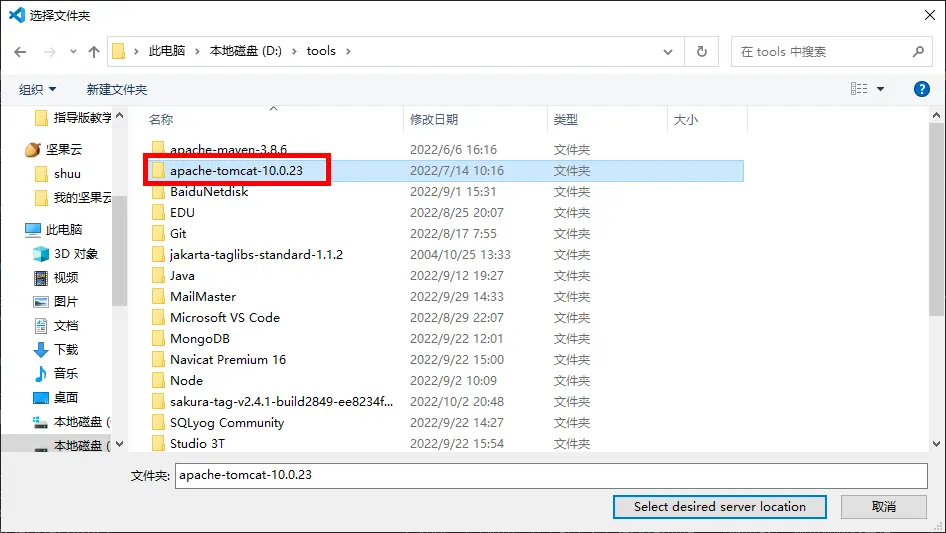 选择文件夹
此电脑 本地磁盘 (D:) tools
在 tools 中搜索
组织 新建文件夹
指导版教学
坚果云
shuu
我的坚果云
此电脑
3D 对象
视频
图片
文档
下载
音乐
桌面
本地磁盘 (
本地磁盘 (
名称 修改日期 类型 大小
apache-maven-3.8.6 2022/6/6 16:16 文件夹
apache-tomcat-10.0.23 2022/7/14 10:16 文件夹
BaiduNetdisk 2022/9/1 15:31 文件夹
EDU 2022/8/25 20:07 文件夹
Git 2022/8/17 7:55 文件夹
jakarta-taglibs-standard-1.1.2 2004/10/25 13:33 文件夹
Java 2022/9/12 19:27 文件夹
MailMaster 2022/9/29 14:33 文件夹
Microsoft VS Code 2022/8/29 22:07 文件夹
MongoDB 2022/9/22 12:01 文件夹
Navicat Premium 16 2022/9/22 15:00 文件夹
Node 2022/9/2 10:09 文件夹
sakura-tag-v2.4.1-build2849-ee8234f... 2022/10/2 20:48 文件夹
SQLyog Community 2022/9/22 14:27 文件夹
Studio 3T 2022/9/22 15:54 文件夹
文件夹: apache-tomcat-10.0.23
Select desired server location 取消